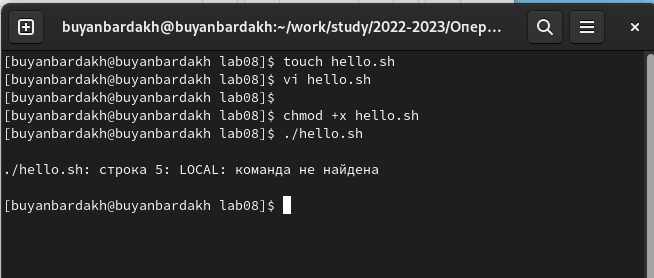 buyanbardakh@buyanbardakh:~/work/study/2022-2023/Опер...
[buyanbardakh@buyanbardakh lab08]$ touch hello.sh
[buyanbardakh@buyanbardakh lab08]$ vi hello.sh
[buyanbardakh@buyanbardakh lab08]$
[buyanbardakh@buyanbardakh lab08]$ chmod +x hello.sh
[buyanbardakh@buyanbardakh lab08]$ ./hello.sh
./hello.sh: строка 5: LOCAL: команда не найдена
[buyanbardakh@buyanbardakh lab08]$